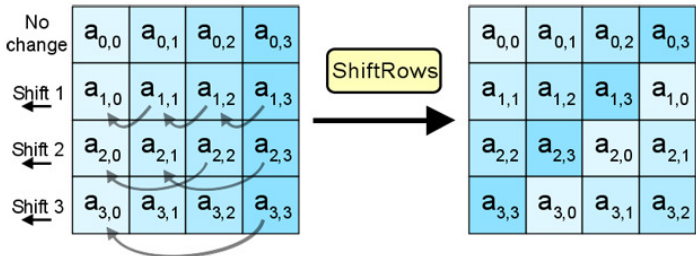 No change a0,0 a0,1 a0,2 a0,3 ShiftRows a0,0 a0,1 a0,2 a0,3
Shift 1 a1,0 a1,1 a1,2 a1,3 a1,1 a1,2 a1,3 a1,0
Shift 2 a2,0 a2,1 a2,2 a2,3 a2,2 a2,3 a2,0 a2,1
Shift 3 a3,0 a3,1 a3,2 a3,3 a3,3 a3,0 a3,1 a3,2